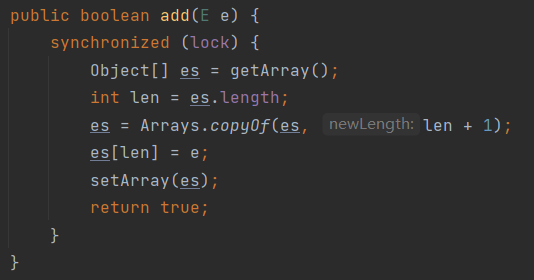 public boolean add(E e) {
    synchronized (lock) {
        Object[] es = getArray();
        int len = es.length;
        es = Arrays.copyOf(es, newLength: len + 1);
        es[len] = e;
        setArray(es);
        return true;
    }
}